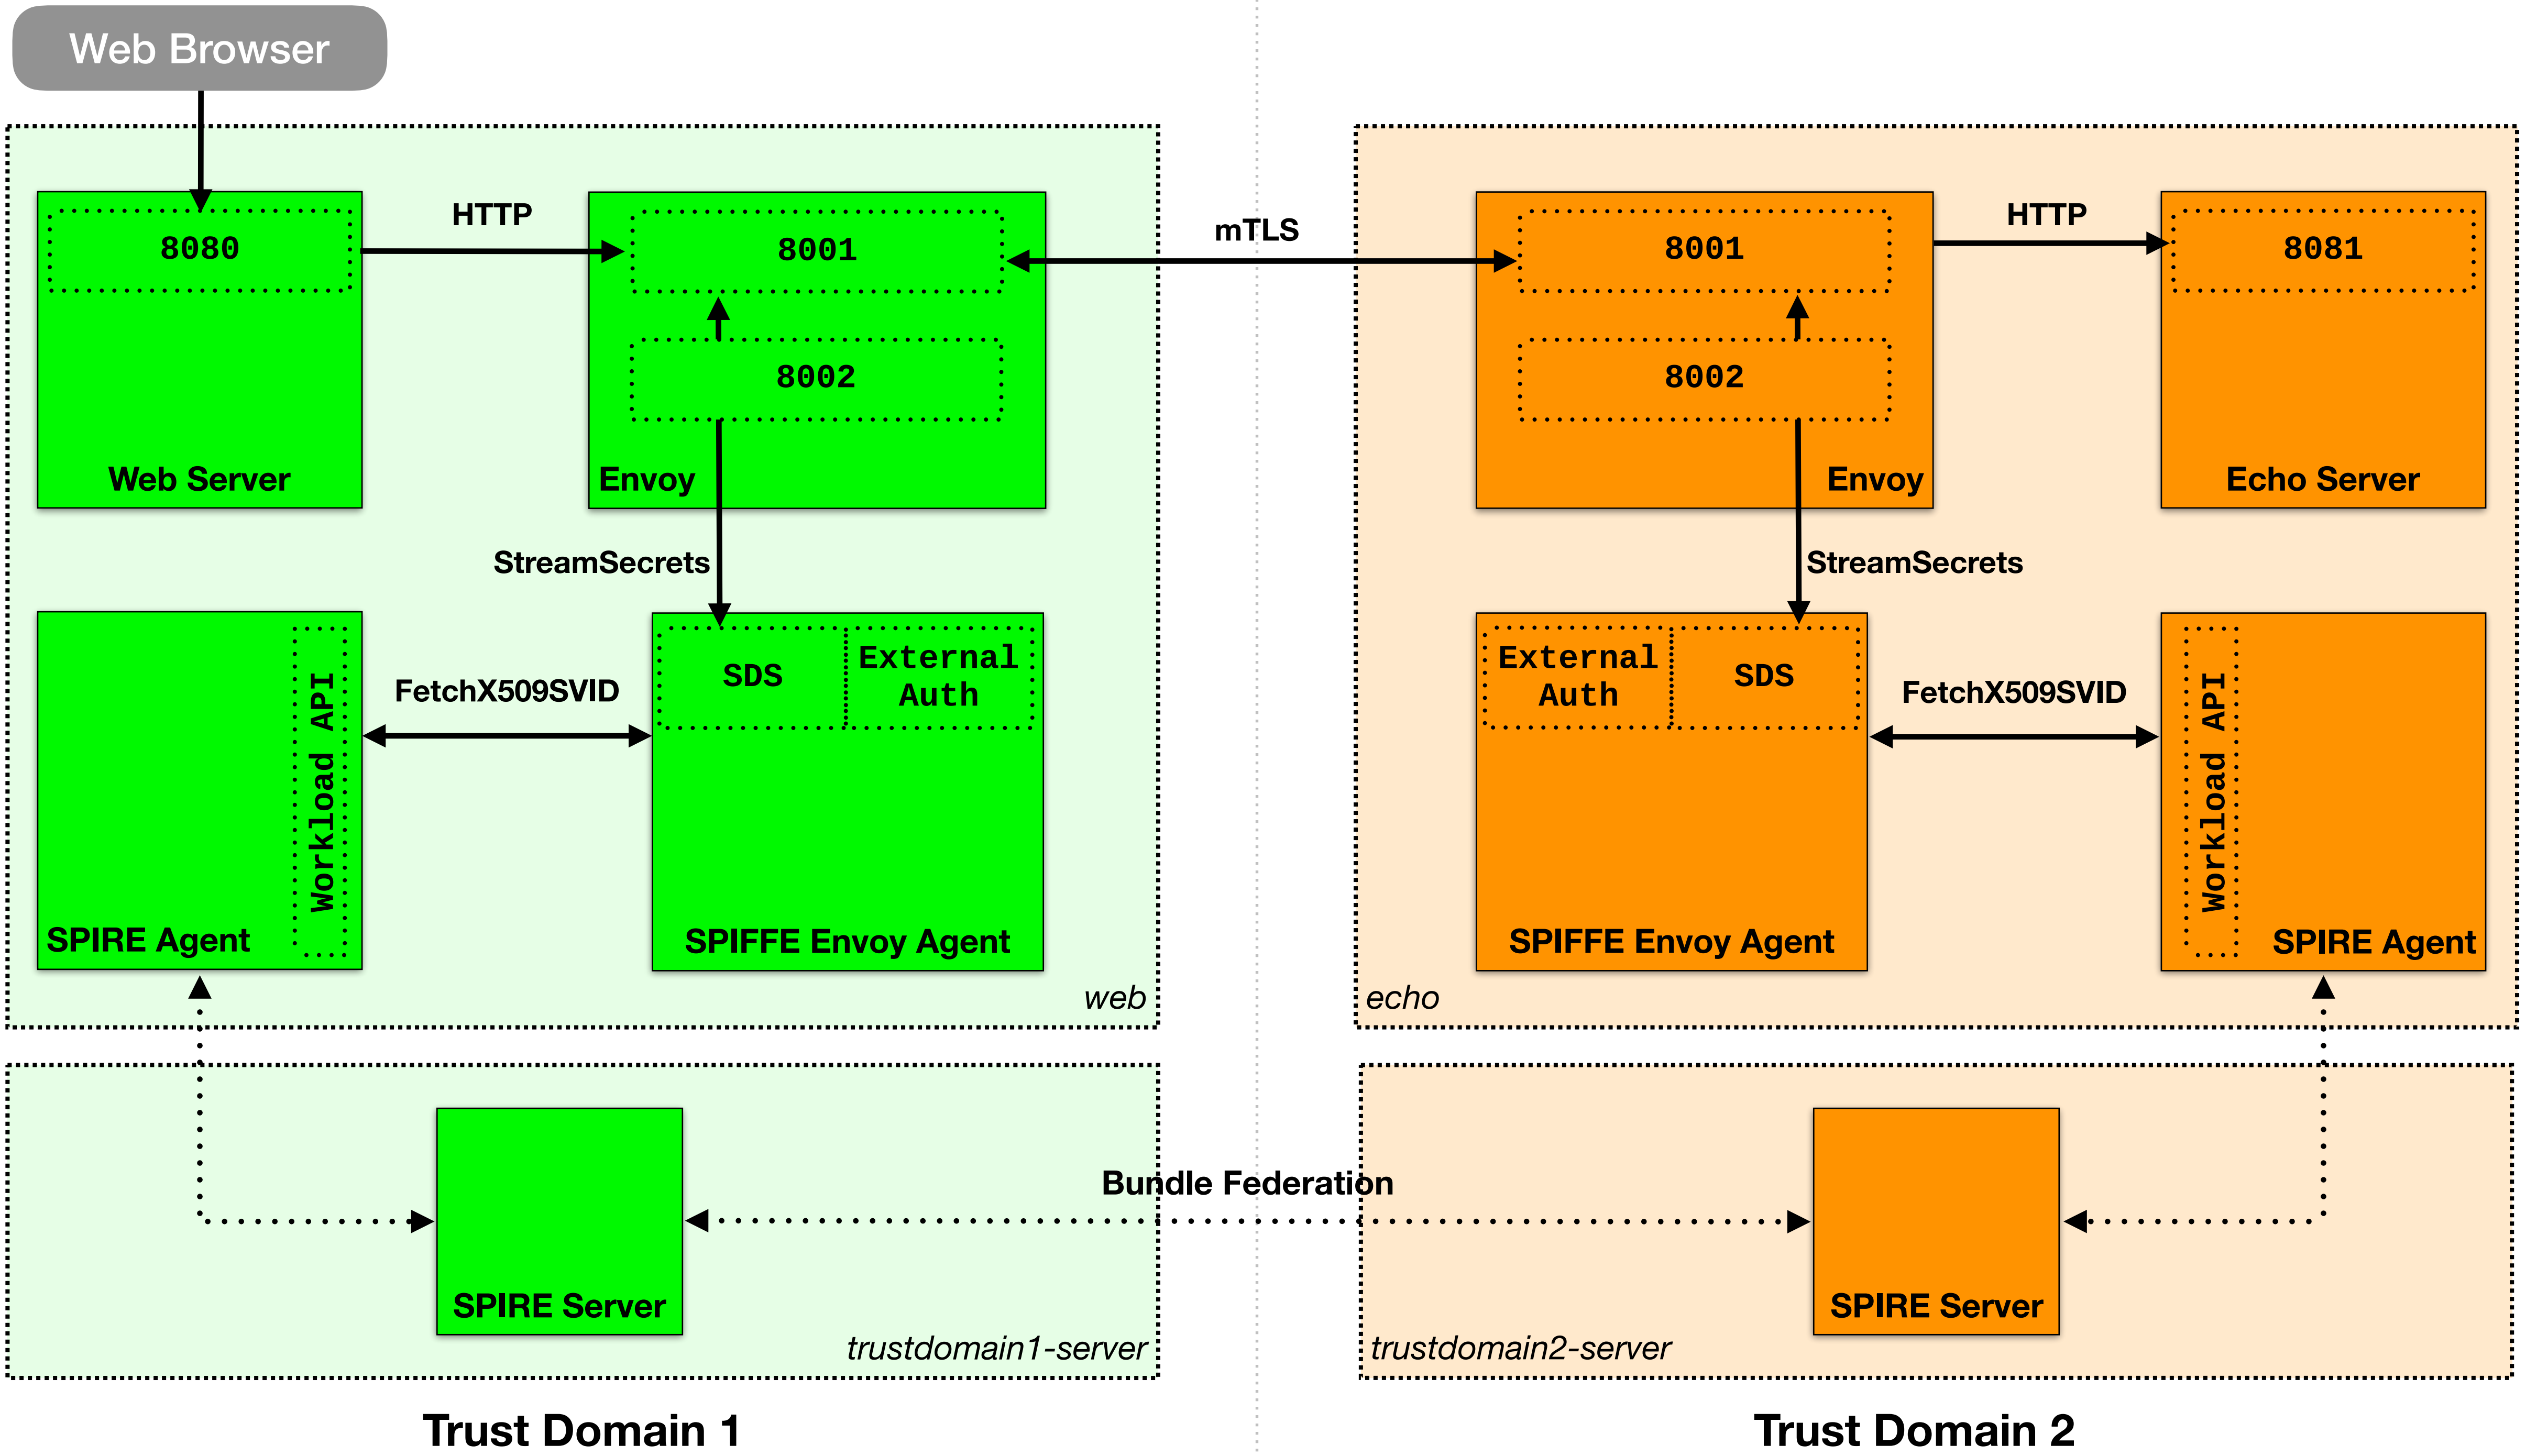 Web Browser
8080
Web Server
HTTP
8001
8002
Envoy
mTLS
8001
8002
Envoy
HTTP
8081
Echo Server
StreamSecrets
StreamSecrets
Workload API
SPIRE Agent
FetchX509SVID
SDS
External
Auth
SPIFFE Envoy Agent
web
External
Auth
SDS
SPIFFE Envoy Agent
FetchX509SVID
Workload API
SPIRE Agent
echo
SPIRE Server
trustdomain1-server
Bundle Federation
SPIRE Server
trustdomain2-server
Trust Domain 1
Trust Domain 2